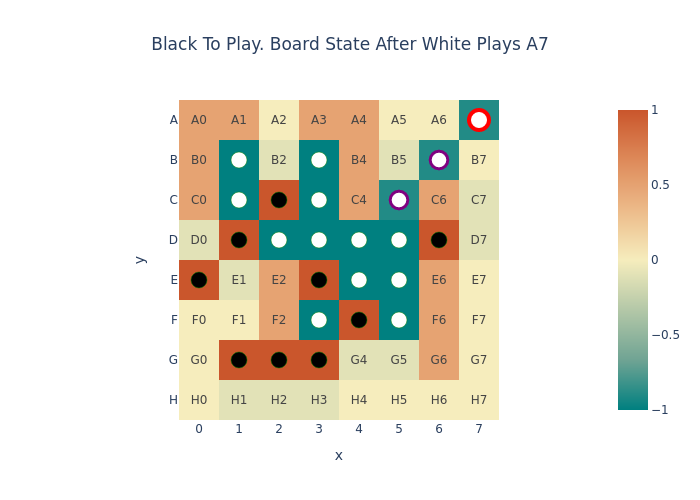 Black To Play. Board State After White Plays A7
A A0 A1 A2 A3 A4 A5 A6
B B0 B2 B4 B5 B7
C C0 C4 C6 C7
D D0 D7
E E1 E2 E6 E7
F F0 F1 F2 F6 F7
G G0 G4 G5 G6 G7
H H0 H1 H2 H3 H4 H5 H6 H7
0 1 2 3 4 5 6 7
x
y
1
0.5
0
−0.5
−1